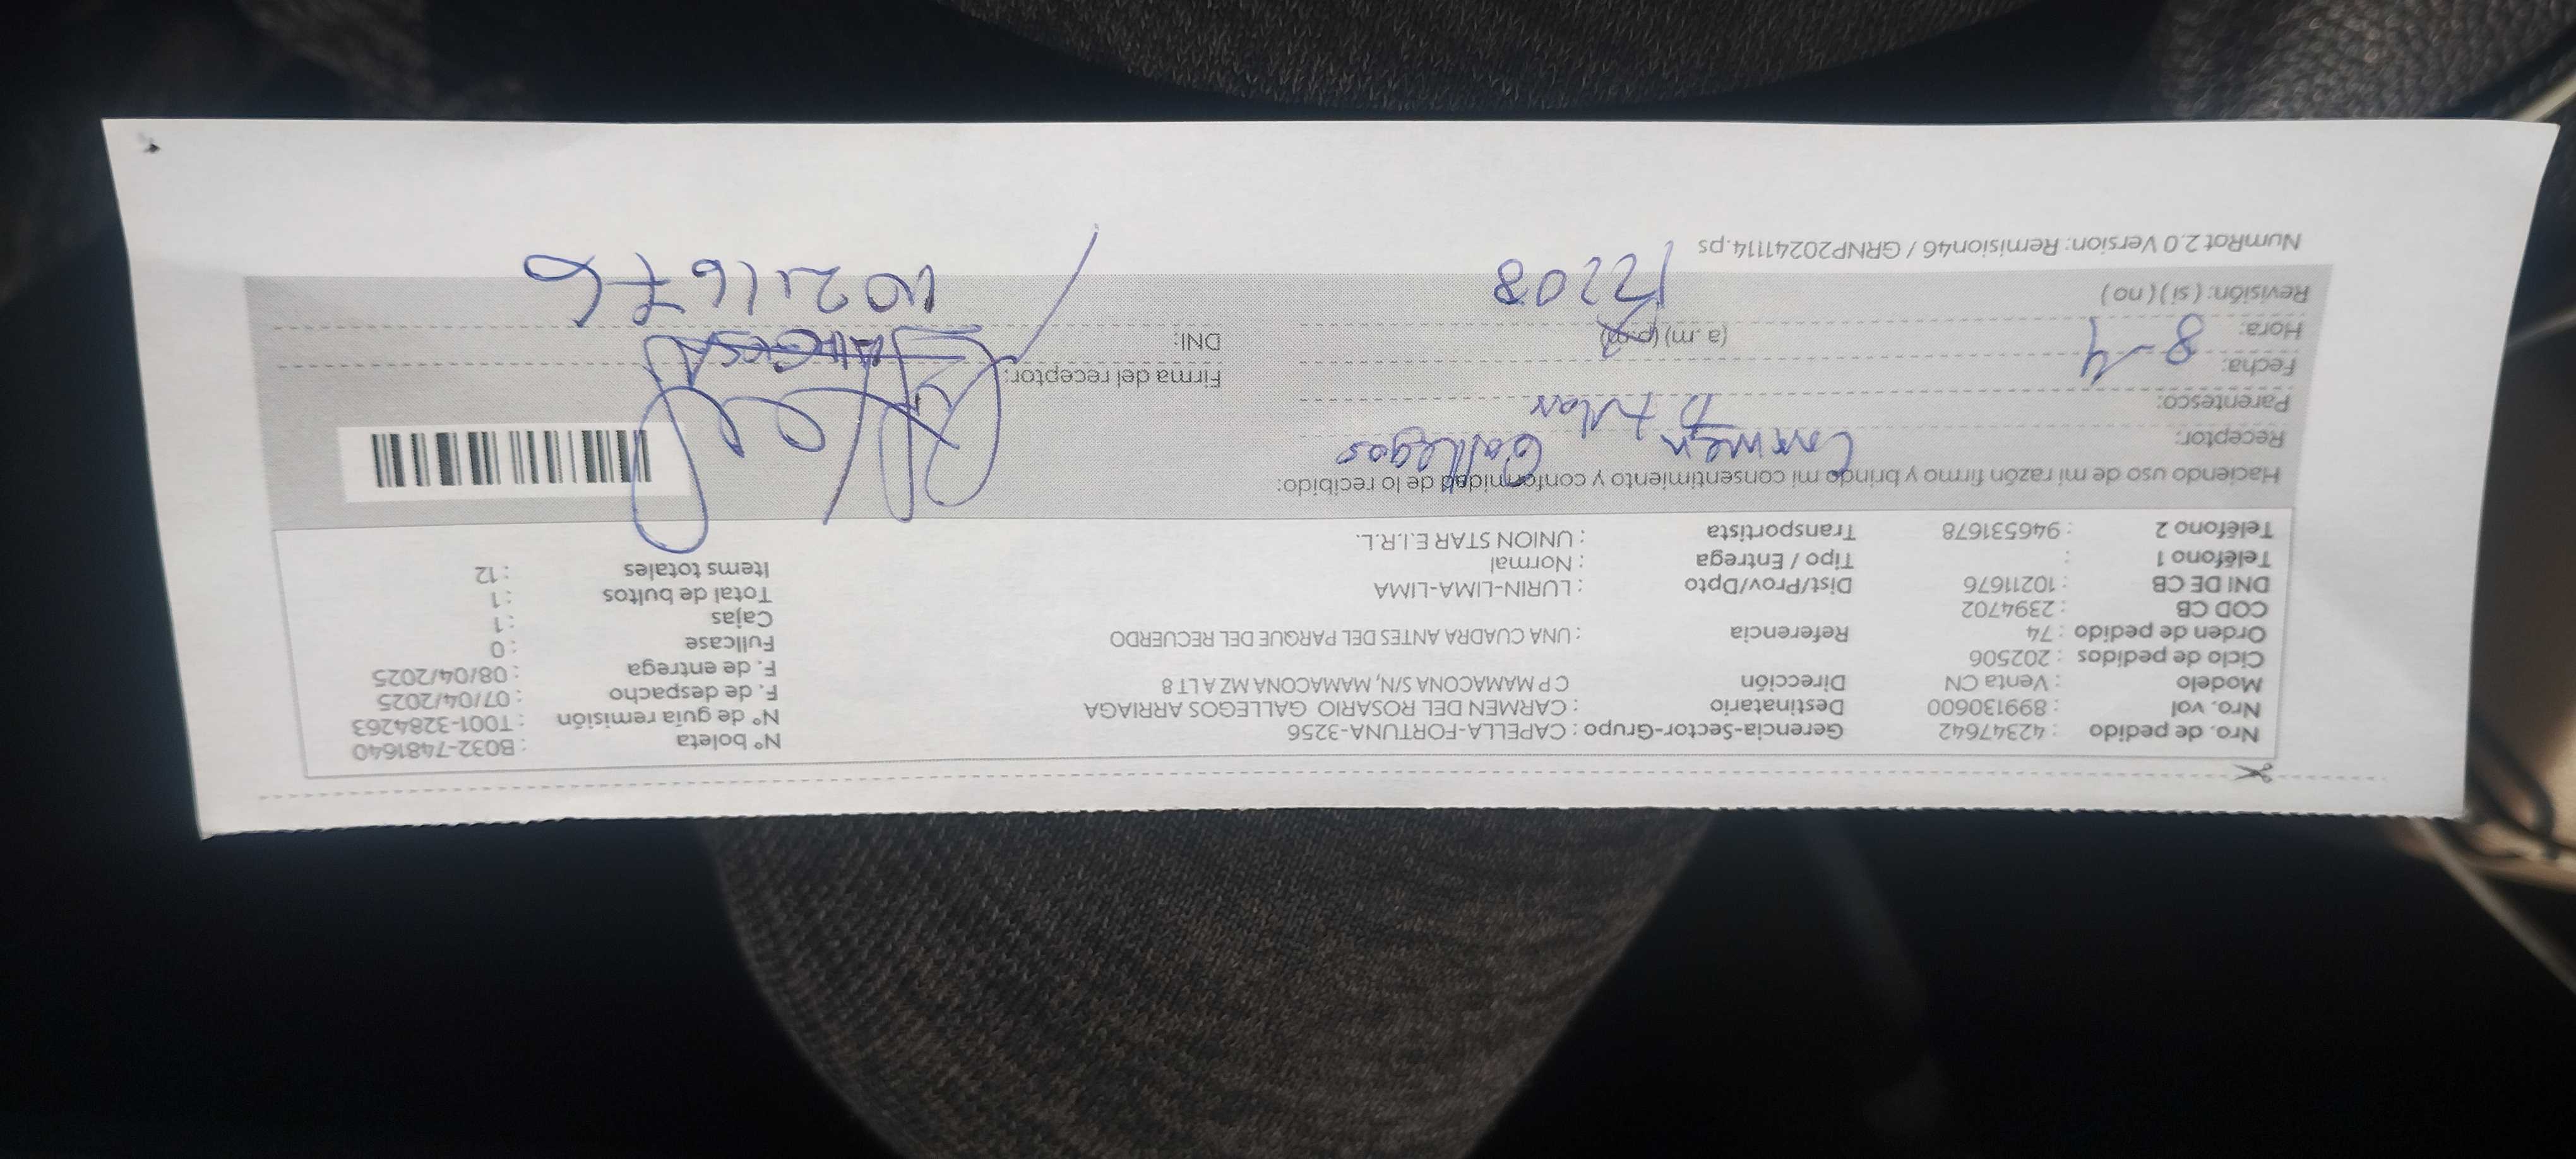 Nro. de pedido : 42347642 Gerencia-Sector-Grupo : CAPELLA-FORTUNA-3256 Nº boleta : B032-7481640
Nro. vol : 899130600 Destinatario : CARMEN DEL ROSARIO GALLEGOS ARRIAGA Nº de guía remisión : T001-3284263
Modelo : Venta CN Dirección C P MAMACONA S/N, MAMACONA MZ A LT 8 F. de despacho : 07/04/2025
Ciclo de pedidos : 202506 F. de entrega : 08/04/2025
Orden de pedido : 74 Referencia : UNA CUADRA ANTES DEL PARQUE DEL RECUERDO Fullcase : 0
COD CB : 2394702 Cajas : 1
DNI DE CB : 10211676 Dist/Prov/Dpto : LURIN-LIMA-LIMA Total de bultos : 1
Teléfono 1 : Tipo / Entrega : Normal Items totales : 12
Teléfono 2 : 946531678 Transportista : UNION STAR E.I.R.L.
Haciendo uso de mi razón firmo y brindo mi consentimiento y conformidad de lo recibido:
Receptor: Carmen Gallegos
Parentesco: Titular
Fecha: 8-4 Firma del receptor:
Hora: (a.m) (p.m) DNI:
Revisión: ( si ) ( no ) 12:08 10211676
NumRot 2.0 Version: Remision46 / GRNP20241114.ps